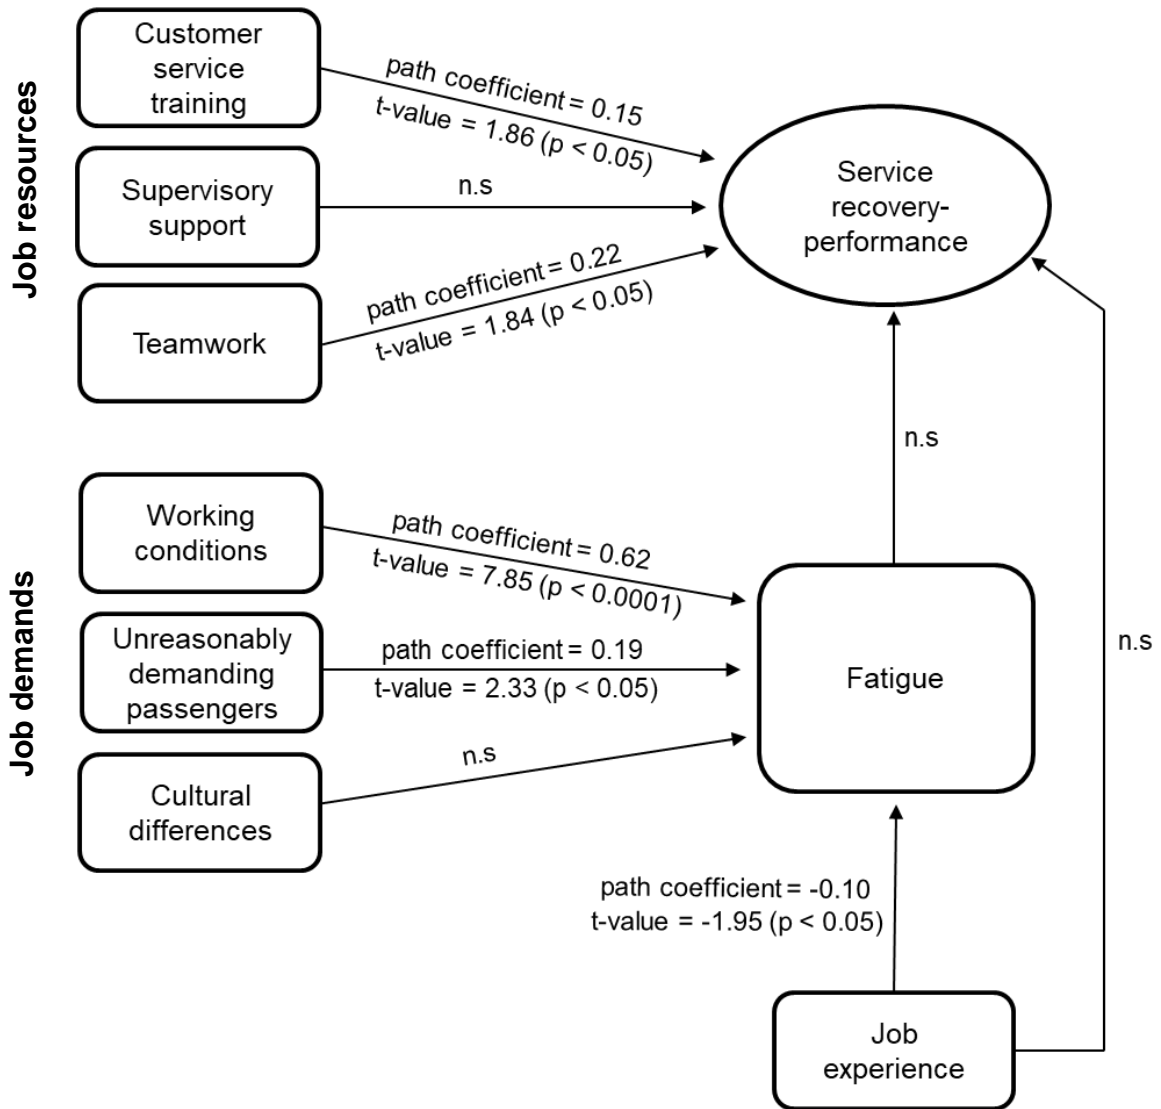 Job resources
Customer
service
training
path coefficient = 0.15
t-value = 1.86 (p < 0.05)
Supervisory
support
n.s
Teamwork
path coefficient = 0.22
t-value = 1.84 (p < 0.05)
Service
recovery-
performance
n.s
n.s
Job demands
Working
conditions
path coefficient = 0.62
t-value = 7.85 (p < 0.0001)
Unreasonably
demanding
passengers
path coefficient = 0.19
t-value = 2.33 (p < 0.05)
Cultural
differences
n.s
Fatigue
path coefficient = -0.10
t-value = -1.95 (p < 0.05)
Job
experience